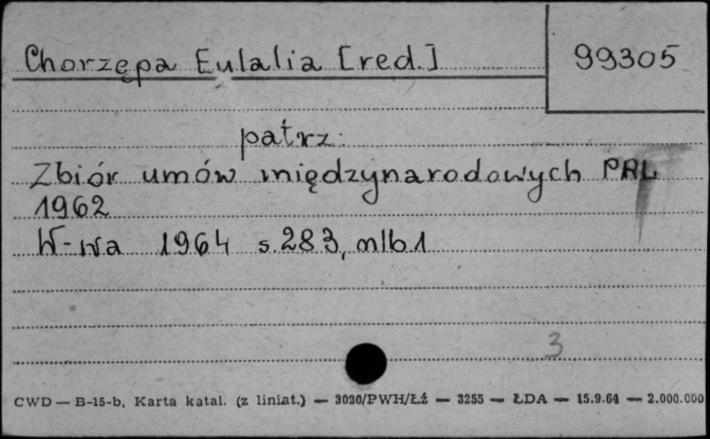 Chorzępa Eulalia [red.]
99305
patrz:
Zbiór umów międzynarodowych PRL
1962
W-wa 1964 s. 283, nlb 1
3
CWD — B-15-b, Karta katal. (z liniat.) — 3020/PWH/Łź — 3255 — ŁDA — 15.9.64 — 2.000.000